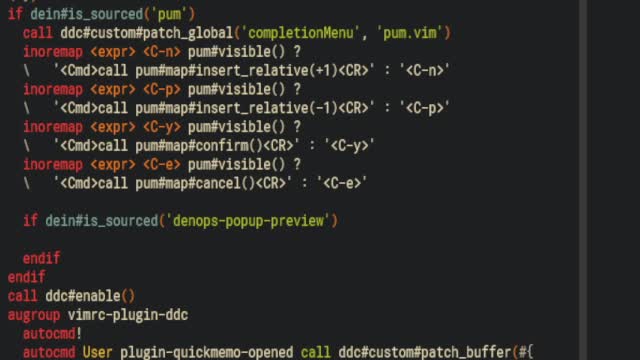 if dein#is_sourced('pum')
  call ddc#custom#patch_global('completionMenu', 'pum.vim')
  inoremap <expr> <C-n> pum#visible() ?
  \   '<Cmd>call pum#map#insert_relative(+1)<CR>' : '<C-n>'
  inoremap <expr> <C-p> pum#visible() ?
  \   '<Cmd>call pum#map#insert_relative(-1)<CR>' : '<C-p>'
  inoremap <expr> <C-y> pum#visible() ?
  \   '<Cmd>call pum#map#confirm()<CR>' : '<C-y>'
  inoremap <expr> <C-e> pum#visible() ?
  \   '<Cmd>call pum#map#cancel()<CR>' : '<C-e>'
  if dein#is_sourced('denops-popup-preview')
  endif
endif
call ddc#enable()
augroup vimrc-plugin-ddc
  autocmd!
  autocmd User plugin-quickmemo-opened call ddc#custom#patch_buffer(#{